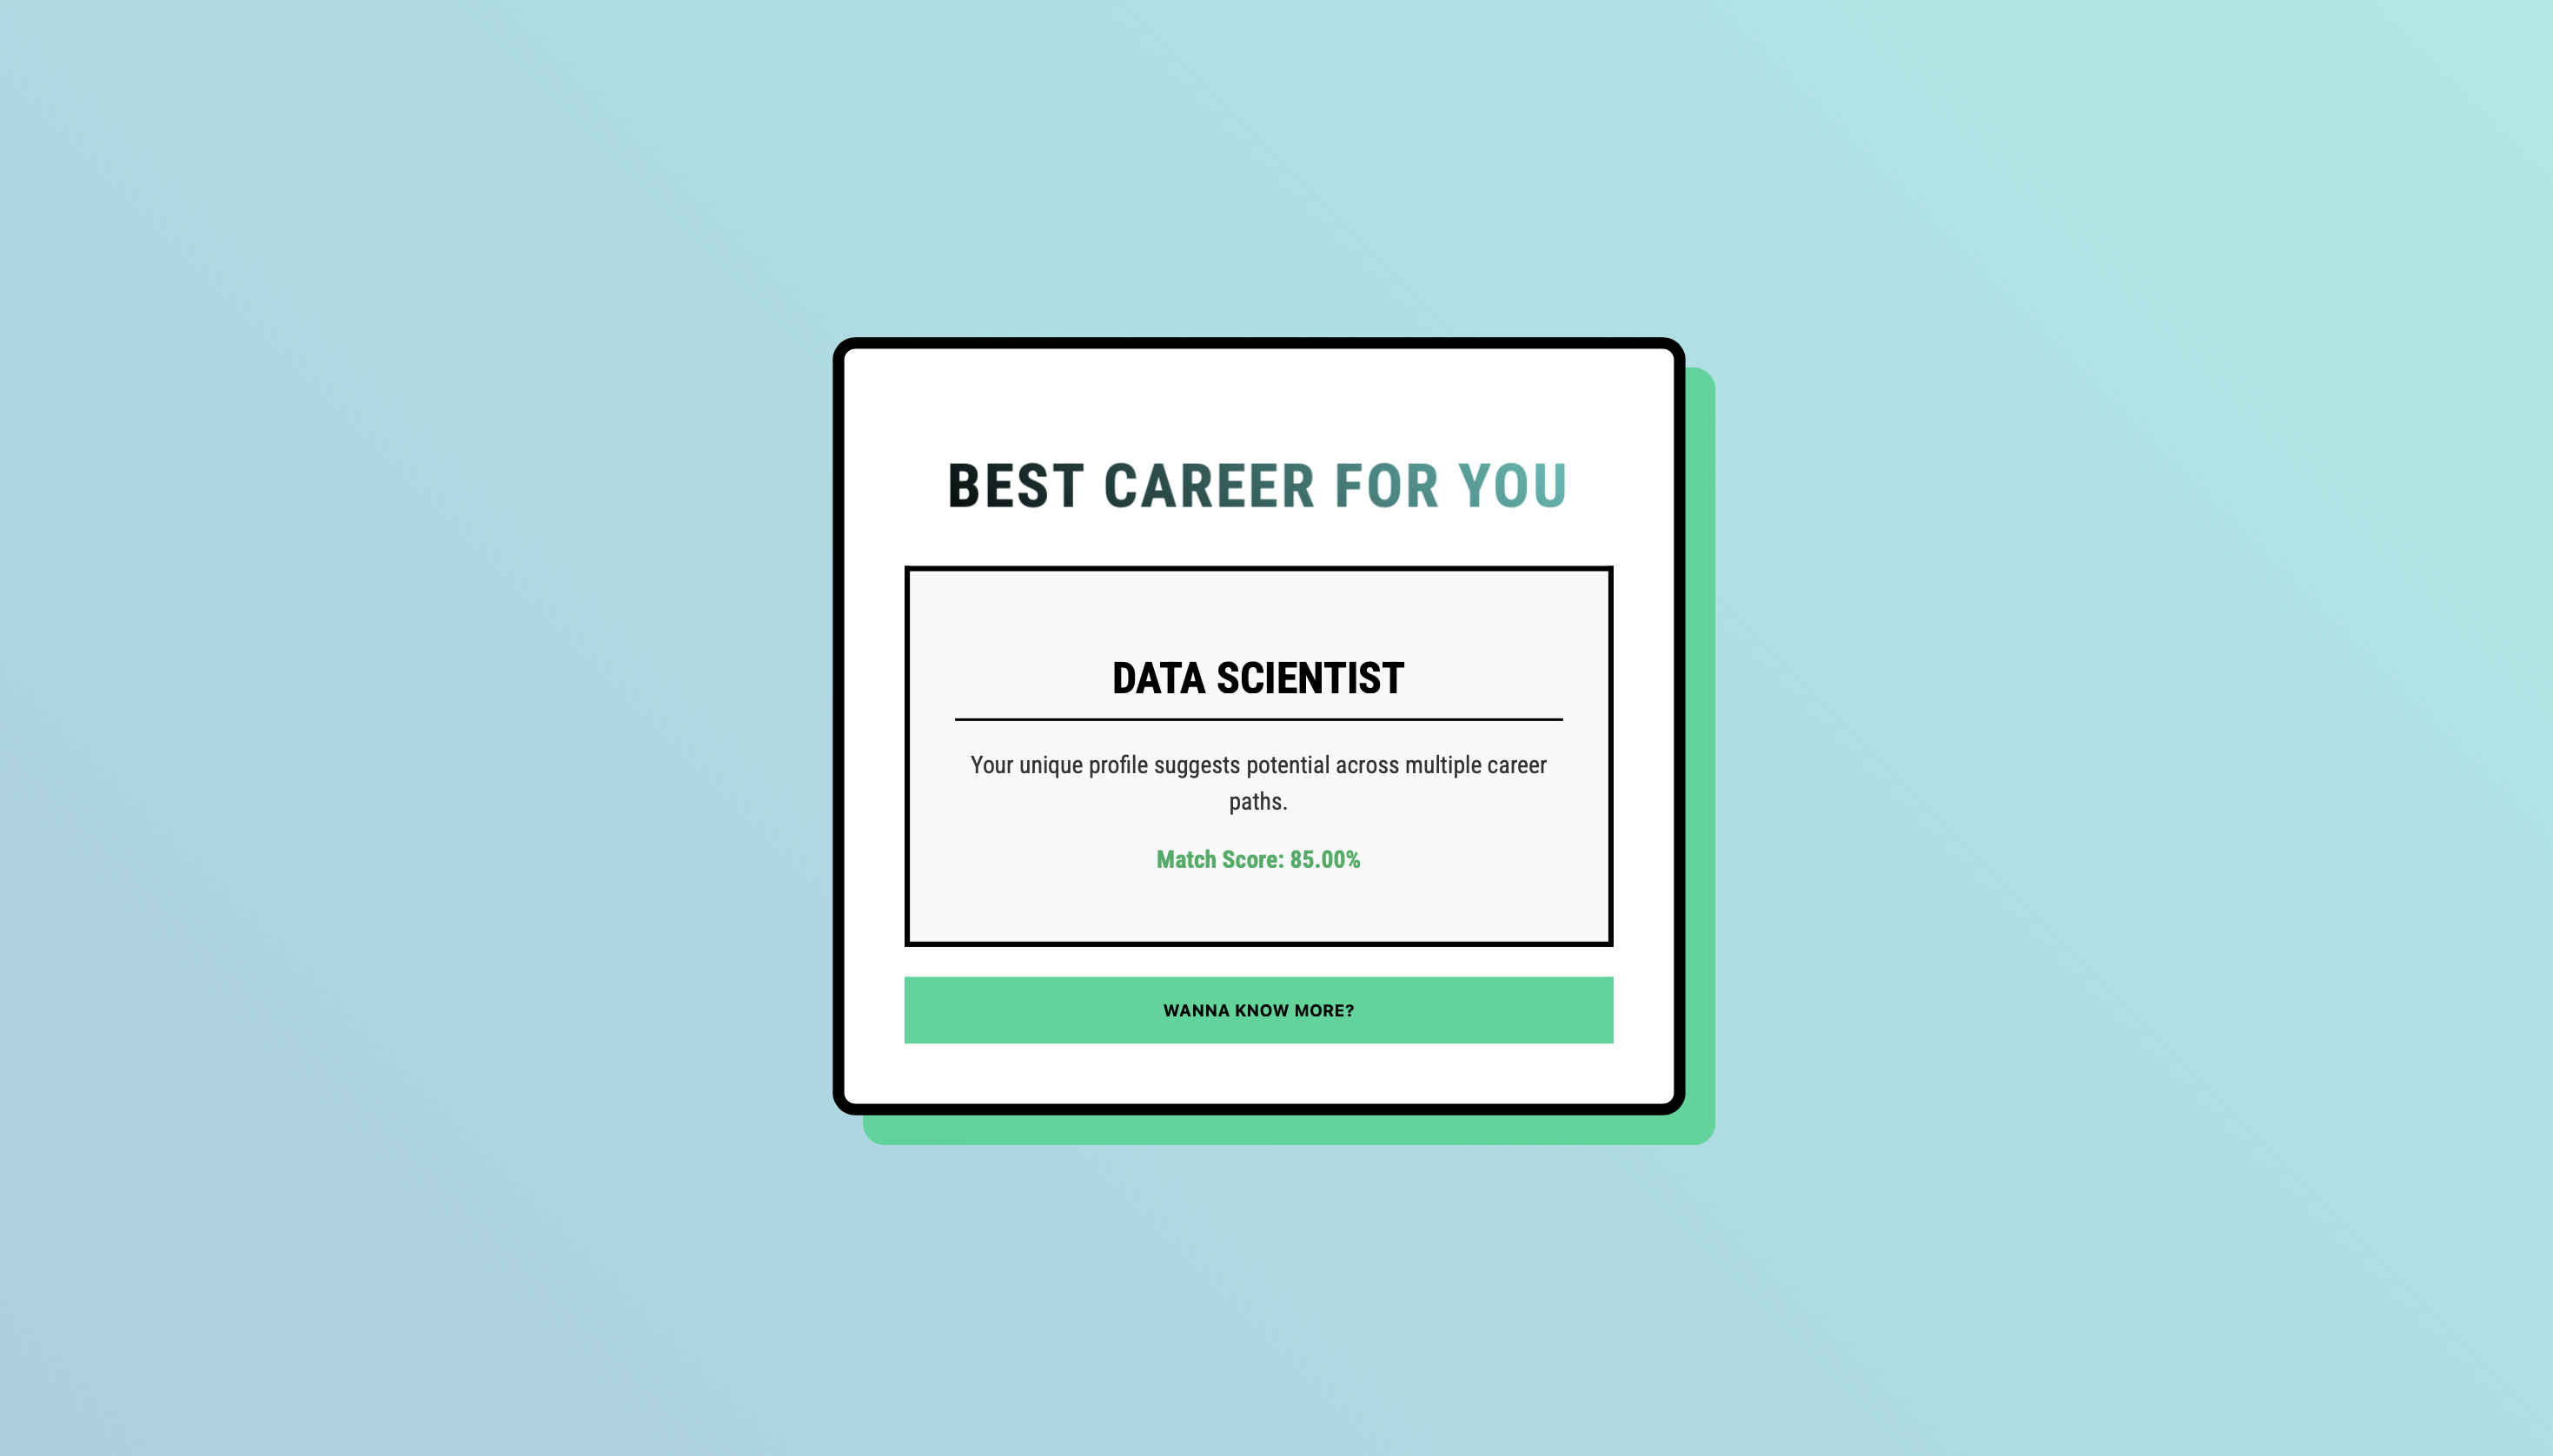 BEST CAREER FOR YOU
DATA SCIENTIST
Your unique profile suggests potential across multiple career
paths.
Match Score: 85.00%
WANNA KNOW MORE?